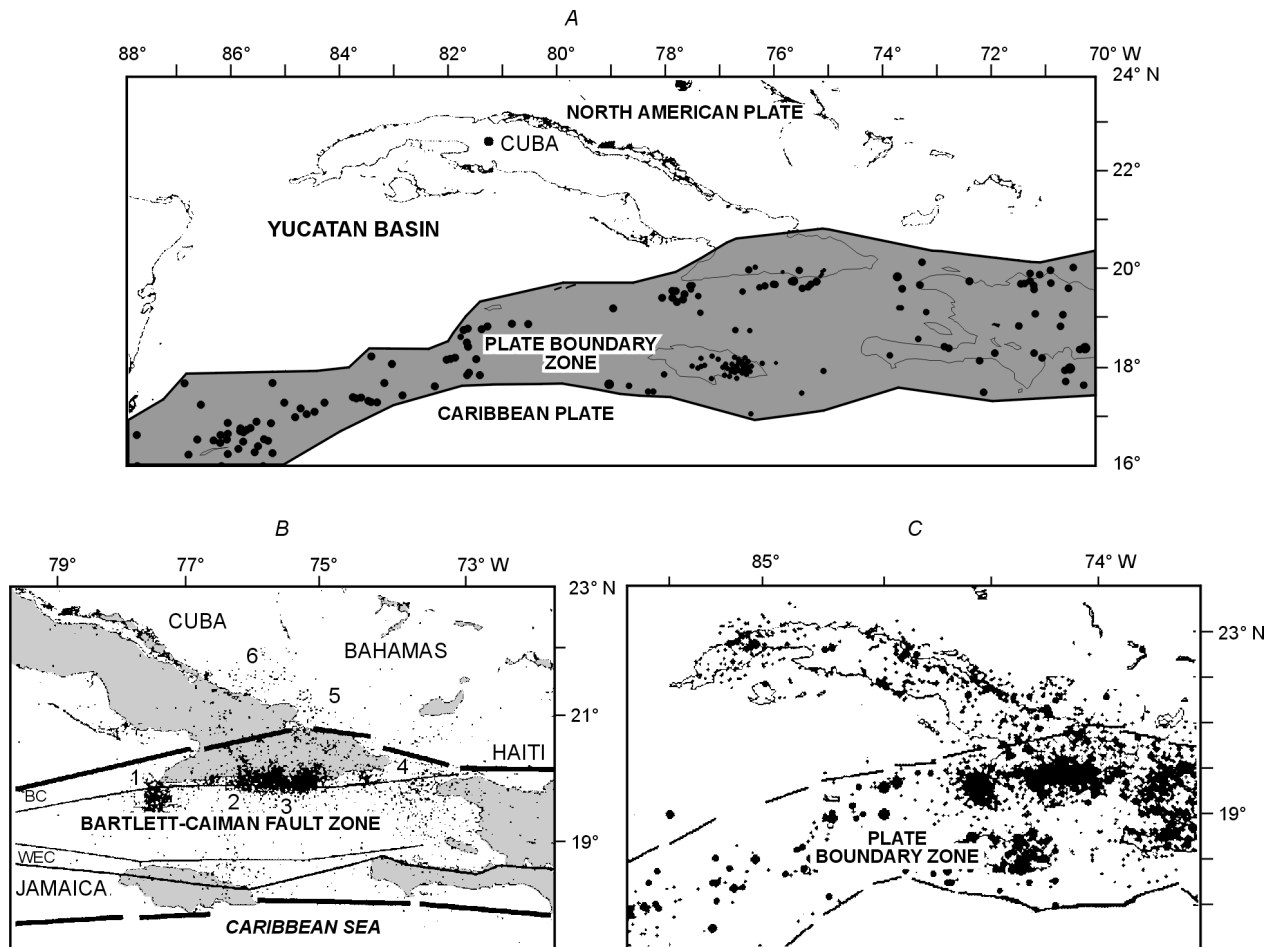 A
88° 86° 84° 82° 80° 78° 76° 74° 72° 70° W
24° N
NORTH AMERICAN PLATE
CUBA
22°
YUCATAN BASIN
20°
PLATE BOUNDARY
ZONE
18°
CARIBBEAN PLATE
16°
B
79° 77° 75° 73° W
23° N
CUBA
BAHAMAS
6
5
21°
HAITI
4
1
BC
2 3
BARTLETT-CAIMAN FAULT ZONE
19°
WEC
JAMAICA
CARIBBEAN SEA
C
85° 74° W
23° N
19°
PLATE
BOUNDARY ZONE